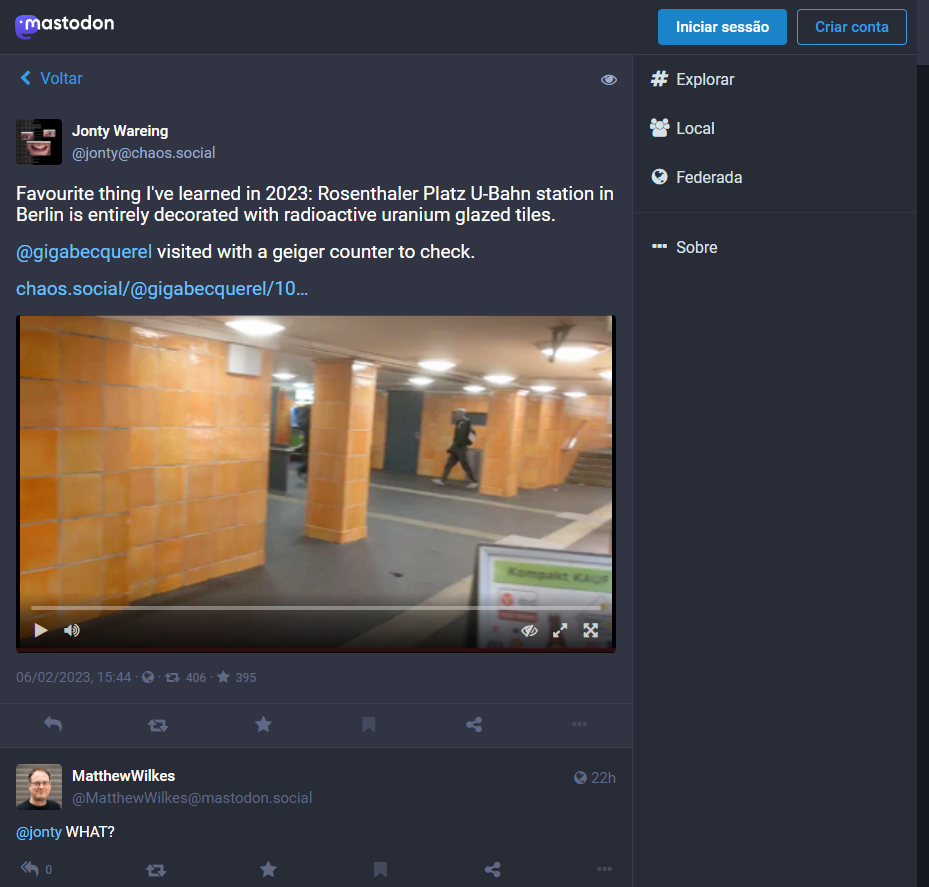 mastodon
Iniciar sessão
Criar conta
Voltar
Explorar
Local
Federada
Sobre
Jonty Wareing
@jonty@chaos.social
Favourite thing I've learned in 2023: Rosenthaler Platz U-Bahn station in
Berlin is entirely decorated with radioactive uranium glazed tiles.
@gigabecquerel visited with a geiger counter to check.
chaos.social/@gigabecquerel/10…
Kompakt KAUF
06/02/2023, 15:44 · · 406 · 395
MatthewWilkes
22h
@MatthewWilkes@mastodon.social
@jonty WHAT?
0